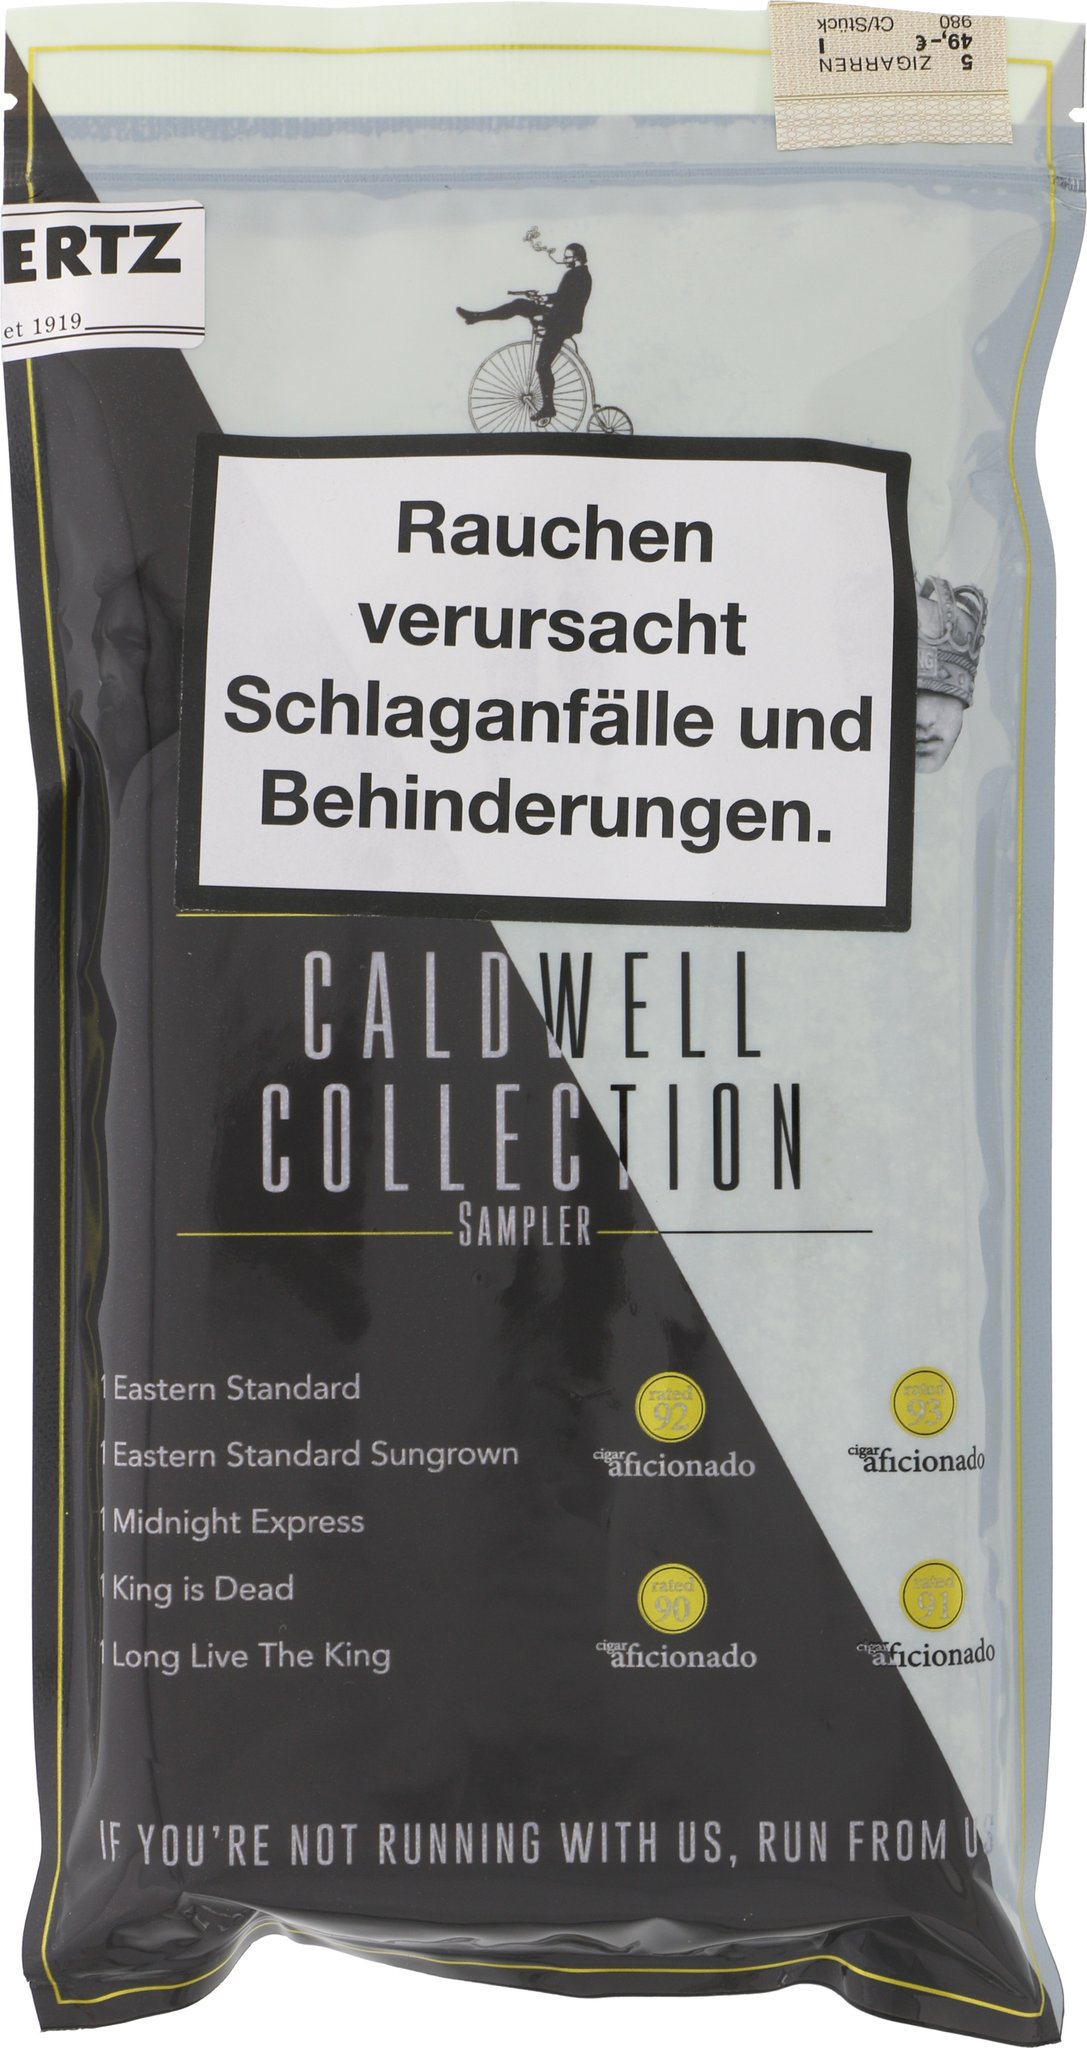 5 ZIGARREN
49,-€ I
980 Ct/Stück
ERTZ
et 1919
Rauchen
verursacht
Schlaganfälle und
Behinderungen.
CALDWELL
COLLECTION
SAMPLER
1 Eastern Standard
1 Eastern Standard Sungrown
1 Midnight Express
1 King is Dead
1 Long Live The King
rated
92
cigar
aficionado
rated
93
cigar
aficionado
rated
90
cigar
aficionado
rated
91
cigar
aficionado
IF YOU'RE NOT RUNNING WITH US, RUN FROM US